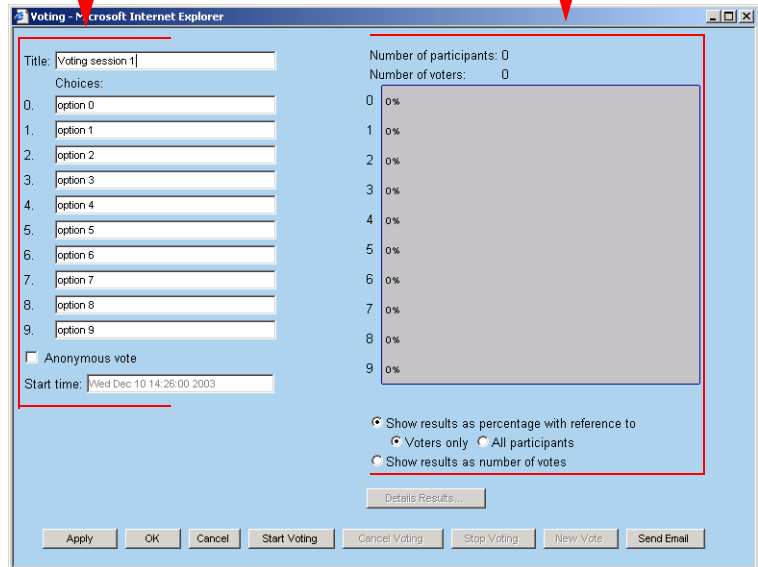 Voting - Microsoft Internet Explorer
Title: Voting session 1
Choices:
0. option 0
1. option 1
2. option 2
3. option 3
4. option 4
5. option 5
6. option 6
7. option 7
8. option 8
9. option 9
Anonymous vote
Start time: Wed Dec 10 14:26:00 2003
Number of participants: 0
Number of voters: 0
0 0%
1 0%
2 0%
3 0%
4 0%
5 0%
6 0%
7 0%
8 0%
9 0%
Show results as percentage with reference to
Voters only All participants
Show results as number of votes
Details Results...
Apply OK Cancel Start Voting Cancel Voting Stop Voting New Vote Send Email